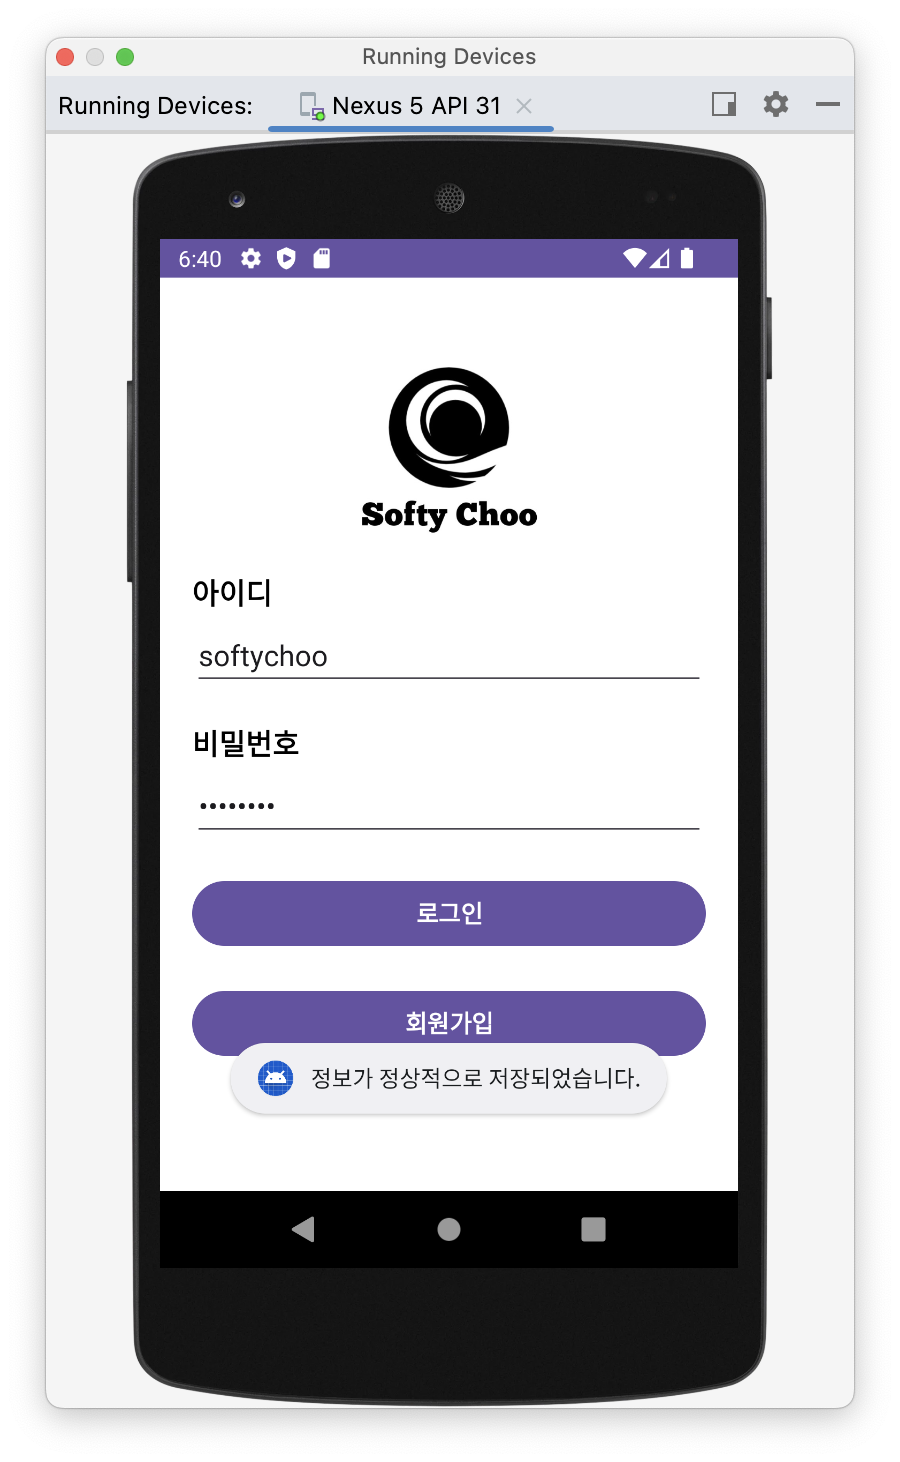 Running Devices
Running Devices: Nexus 5 API 31
6:40
Softy Choo
아이디
softychoo
비밀번호
••••••••
로그인
회원가입
정보가 정상적으로 저장되었습니다.